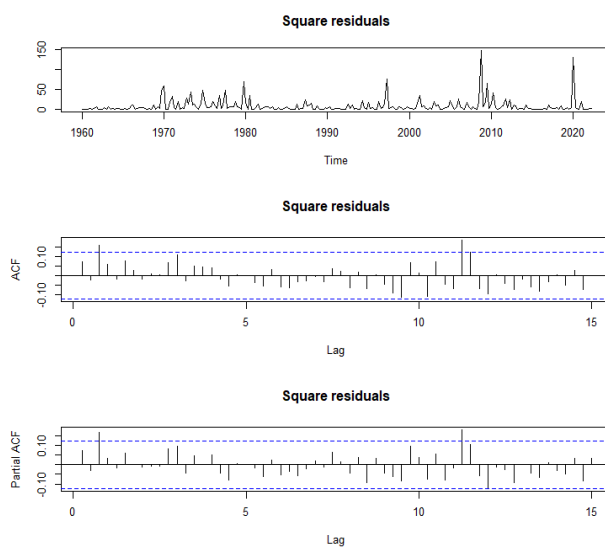 Square residuals
150
60
0
1960 1970 1980 1990 2000 2010 2020
Time
Square residuals
ACF
0.10
-0.10
0 5 10 15
Lag
Square residuals
Partial ACF
0.10
-0.10
0 5 10 15
Lag